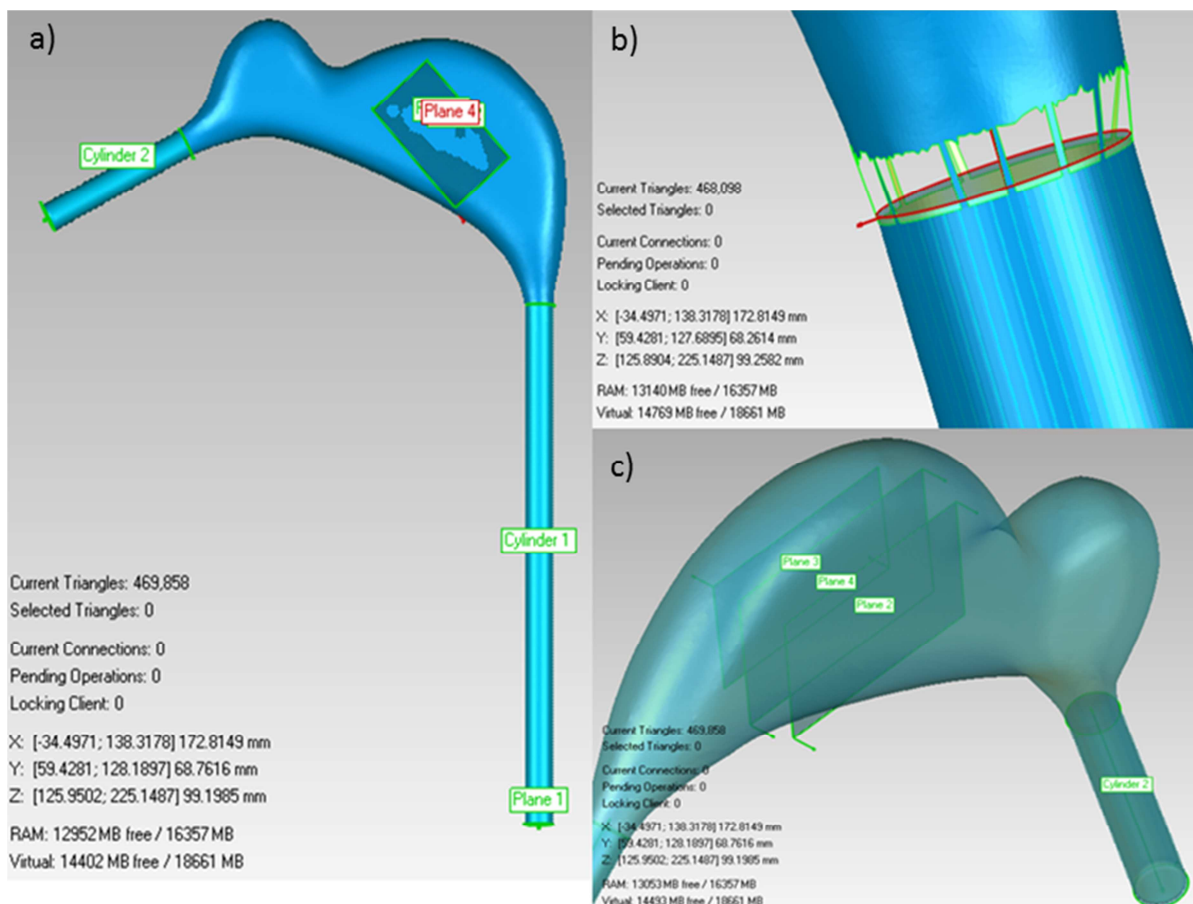 a)
Plane 4
Cylinder 2
Cylinder 1
Current Triangles: 469,858
Selected Triangles: 0
Current Connections: 0
Pending Operations: 0
Locking Client: 0
X: [-34.4971; 138.3178] 172.8149 mm
Y: [59.4281; 128.1897] 68.7616 mm
Z: [125.9502; 225.1487] 99.1985 mm
Plane 1
RAM: 12952 MB free / 16357 MB
Virtual: 14402 MB free / 18661 MB
b)
Current Triangles: 468,098
Selected Triangles: 0
Current Connections: 0
Pending Operations: 0
Locking Client: 0
X: [-34.4971; 138.3178] 172.8149 mm
Y: [59.4281; 127.6895] 68.2614 mm
Z: [125.8904; 225.1487] 99.2582 mm
RAM: 13140 MB free / 16357 MB
Virtual: 14769 MB free / 18661 MB
c)
Plane 3
Plane 4
Plane 2
Current Triangles: 469,858
Selected Triangles: 0
Current Connections: 0
Pending Operations: 0
Locking Client: 0
Cylinder 2
X: [-34.4971; 138.3178] 172.8149 mm
Y: [59.4281; 128.1897] 68.7616 mm
Z: [125.9502; 225.1487] 99.1985 mm
RAM: 13053 MB free / 16357 MB
Virtual: 14493 MB free / 18661 MB